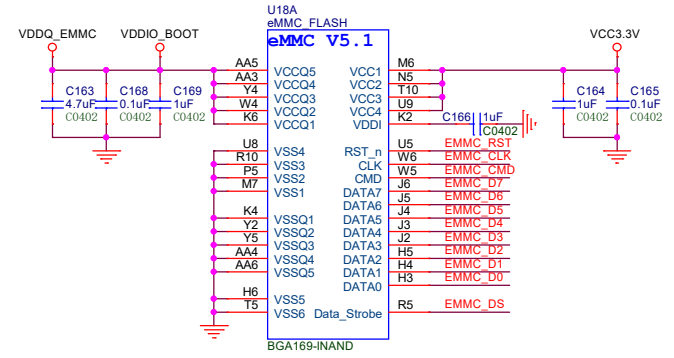 U18A
eMMC_FLASH
eMMC V5.1
VDDQ_EMMC
VDDIO_BOOT
VCC3.3V
C163
4.7uF
C0402
C168
0.1uF
C0402
C169
1uF
C0402
AA5
AA3
Y4
W4
K6
VCCQ5
VCCQ4
VCCQ3
VCCQ2
VCCQ1
U8
R10
P5
M7
VSS4
VSS3
VSS2
VSS1
K4
Y2
Y5
AA4
AA6
VSSQ1
VSSQ2
VSSQ3
VSSQ4
VSSQ5
H6
T5
VSS5
VSS6
VCC1
VCC2
VCC3
VCC4
VDDI
M6
N5
T10
U9
K2
C166
1uF
C0402
C164
1uF
C0402
C165
0.1uF
C0402
RST_n
CLK
CMD
DATA7
DATA6
DATA5
DATA4
DATA3
DATA2
DATA1
DATA0
Data_Strobe
U5
W6
W5
J6
J5
J4
J3
J2
H5
H4
H3
R5
EMMC_RST
EMMC_CLK
EMMC_CMD
EMMC_D7
EMMC_D6
EMMC_D5
EMMC_D4
EMMC_D3
EMMC_D2
EMMC_D1
EMMC_D0
EMMC_DS
BGA169-INAND